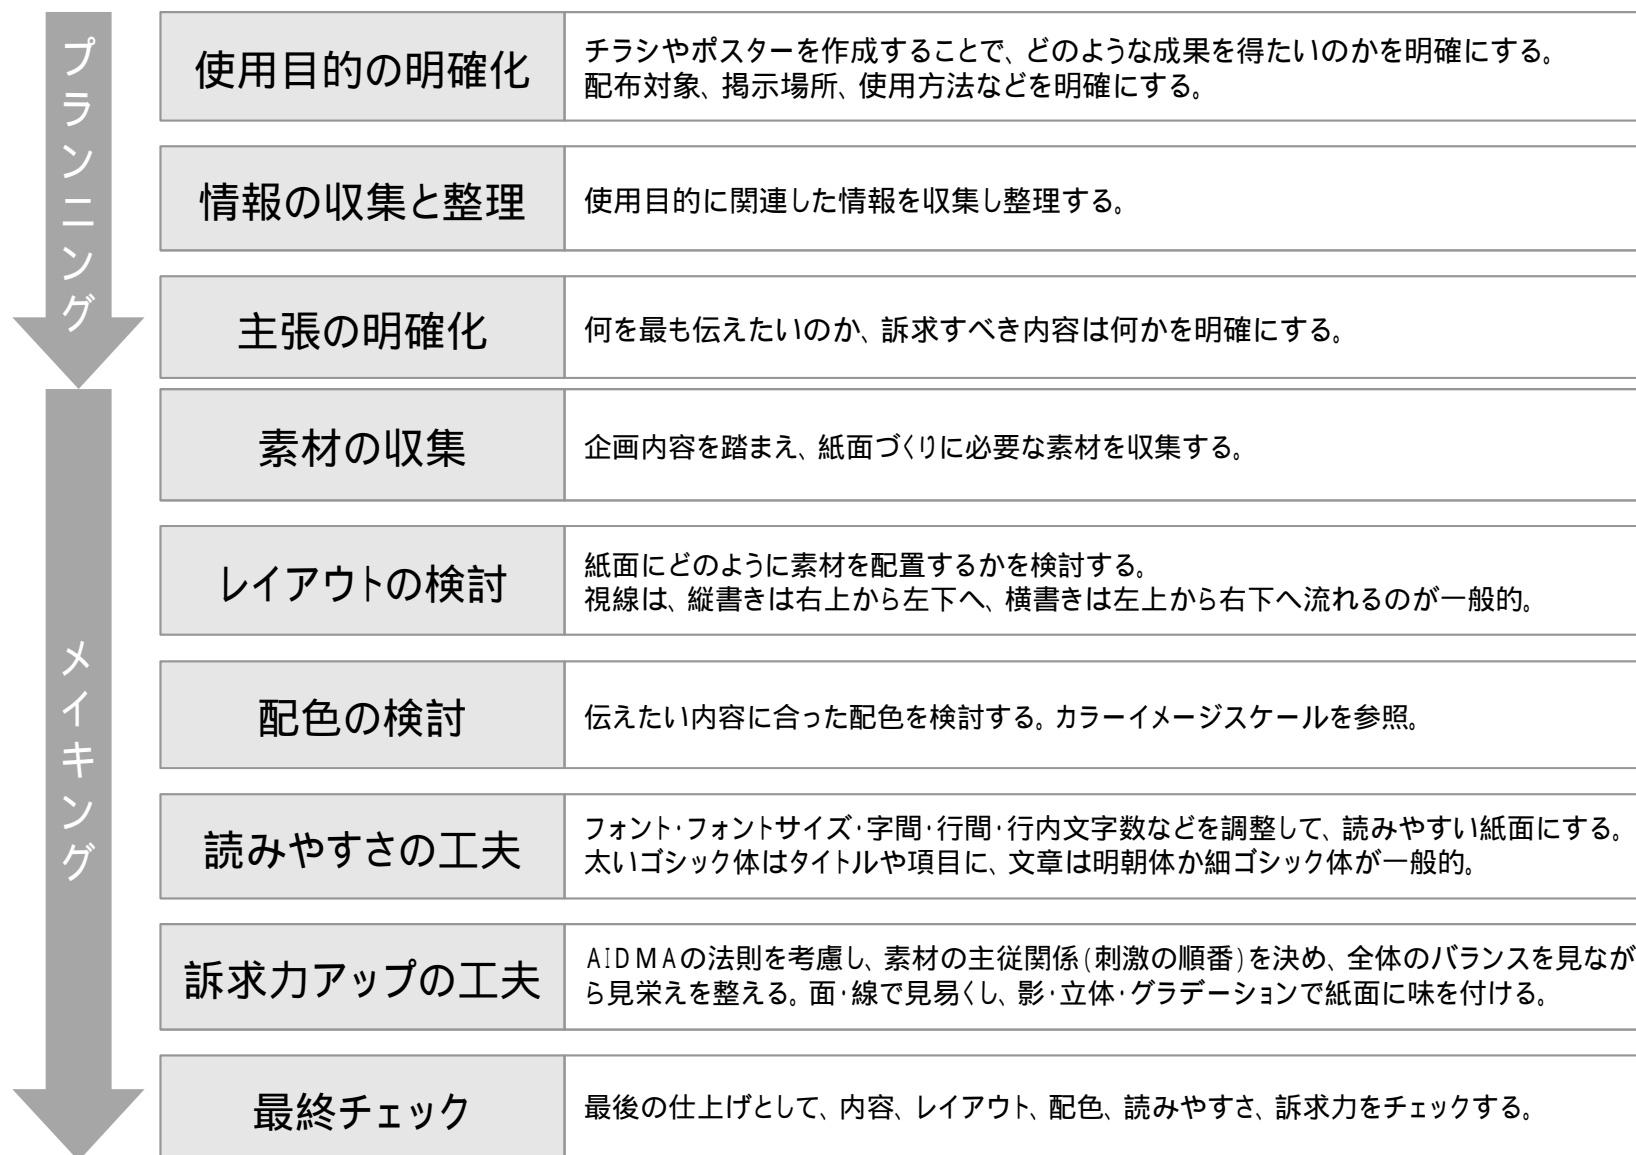 プランニング
使用目的の明確化
チラシやポスターを作成することで、どのような成果を得たいのかを明確にする。
配布対象、掲示場所、使用方法などを明確にする。
情報の収集と整理
使用目的に関連した情報を収集し整理する。
主張の明確化
何を最も伝えたいのか、訴求すべき内容は何かを明確にする。
メイキング
素材の収集
企画内容を踏まえ、紙面づくりに必要な素材を収集する。
レイアウトの検討
紙面にどのように素材を配置するかを検討する。
視線は、縦書きは右上から左下へ、横書きは左上から右下へ流れるのが一般的。
配色の検討
伝えたい内容に合った配色を検討する。カラーイメージスケールを参照。
読みやすさの工夫
フォント・フォントサイズ・字間・行間・行内文字数などを調整して、読みやすい紙面にする。
太いゴシック体はタイトルや項目に、文章は明朝体か細ゴシック体が一般的。
訴求力アップの工夫
AIDMAの法則を考慮し、素材の主従関係(刺激の順番)を決め、全体のバランスを見なが
ら見栄えを整える。面・線で見易くし、影・立体・グラデーションで紙面に味を付ける。
最終チェック
最後の仕上げとして、内容、レイアウト、配色、読みやすさ、訴求力をチェックする。